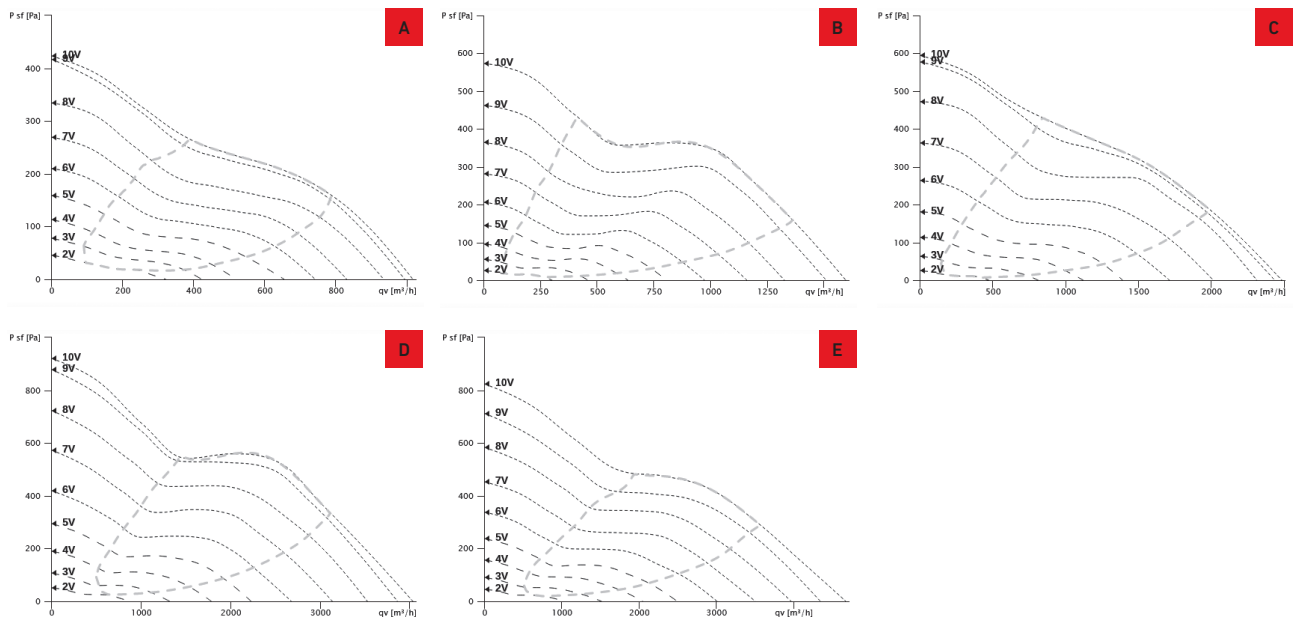 P sf [Pa]
A
10V
9V
400
8V
300
7V
6V
200
5V
4V
100
3V
2V
0
0 200 400 600 800 qv [m³/h]
P sf [Pa]
B
600
10V
500
9V
400
8V
300
7V
6V
200
5V
100
4V
3V
2V
0
0 250 500 750 1000 1250 qv [m³/h]
P sf [Pa]
C
600
10V
9V
500
8V
400
7V
300
6V
200
5V
4V
100
3V
2V
0
0 500 1000 1500 2000 qv [m³/h]
P sf [Pa]
D
10V
9V
800
8V
600
7V
6V
400
5V
4V
200
3V
2V
0
0 1000 2000 3000 qv [m³/h]
P sf [Pa]
E
10V
800
9V
8V
600
7V
400
6V
5V
200
4V
3V
2V
0
0 1000 2000 3000 qv [m³/h]